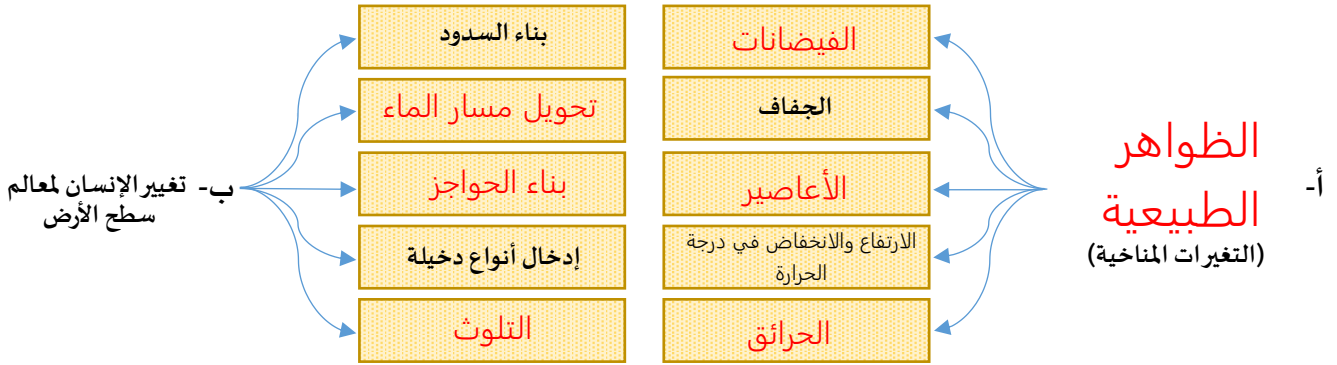 أ-
الظواهر
الطبيعية
(التغيرات المناخية)
الفيضانات
الجفاف
الأعاصير
الارتفاع والانخفاض في درجة
الحرارة
الحرائق
ب- تغيير الإنسان لمعالم
سطح الأرض
بناء السدود
تحويل مسار الماء
بناء الحواجز
إدخال أنواع دخيلة
التلوث